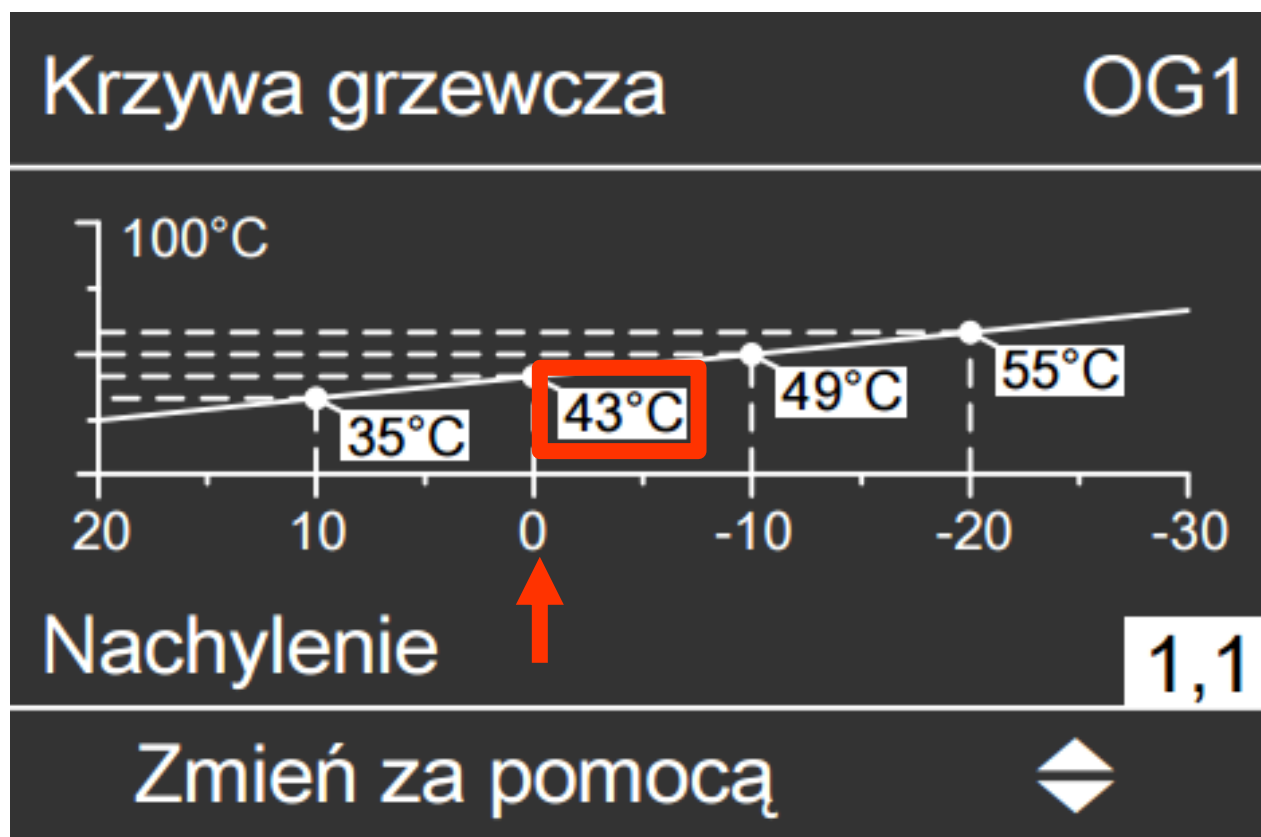 Krzywa grzewcza OG1
100°C
55°C
49°C
43°C
35°C
20 10 0 -10 -20 -30
Nachylenie 1,1
Zmień za pomocą